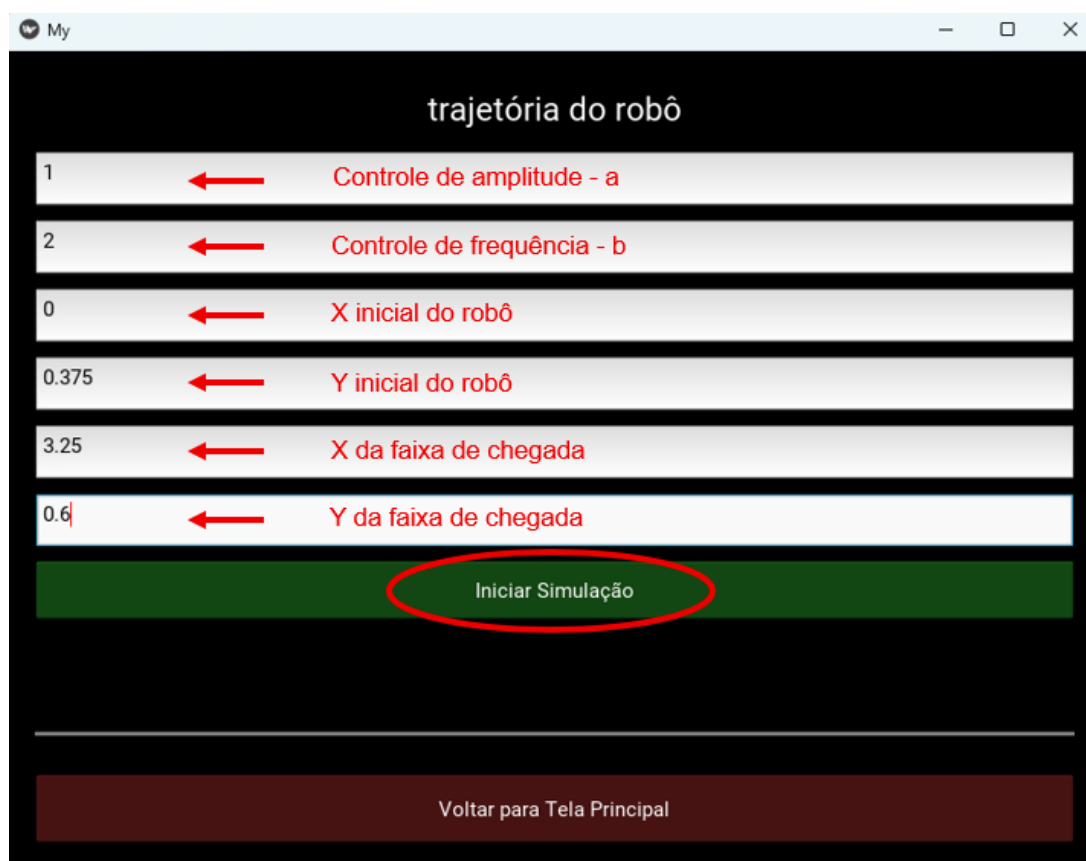 My
trajetória do robô
1 Controle de amplitude - a
2 Controle de frequência - b
0 X inicial do robô
0.375 Y inicial do robô
3.25 X da faixa de chegada
0.6 Y da faixa de chegada
Iniciar Simulação
Voltar para Tela Principal